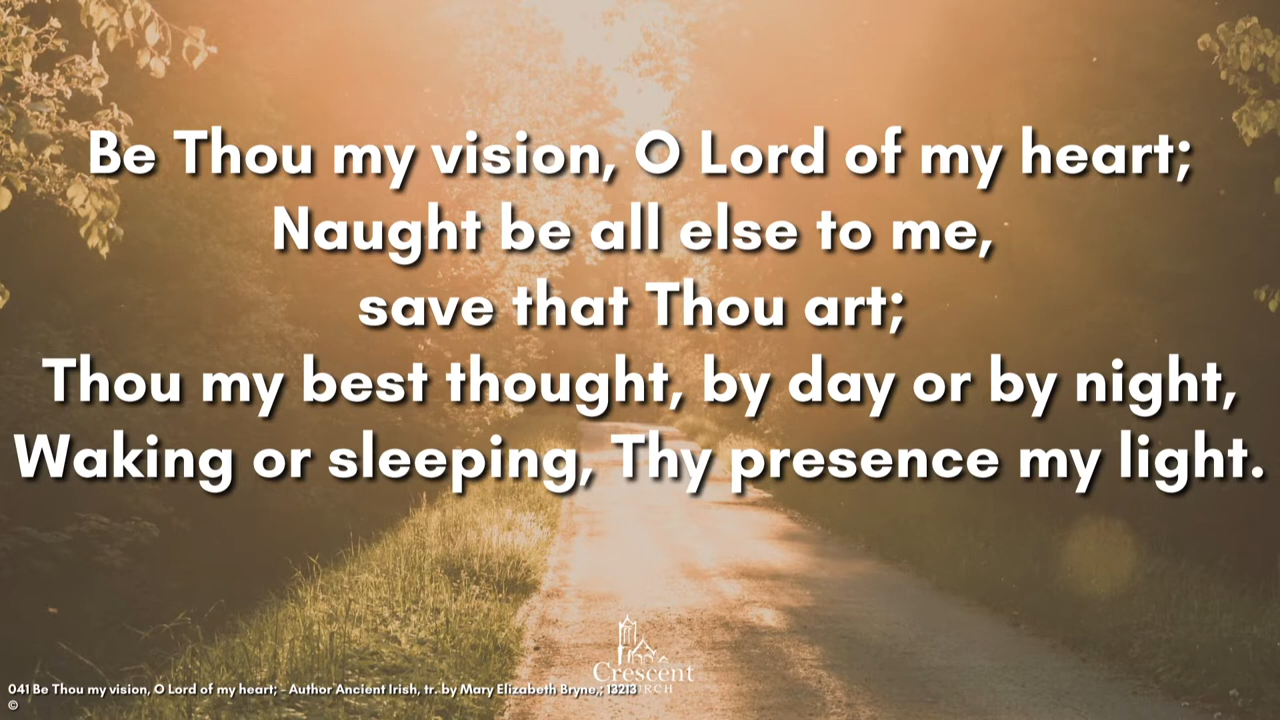 Be Thou my vision, O Lord of my heart;
Naught be all else to me,
save that Thou art;
Thou my best thought, by day or by night,
Waking or sleeping, Thy presence my light.
Crescent
041 Be Thou my vision, O Lord of my heart; - Author Ancient Irish, tr. by Mary Elizabeth Bryne,; 13213
©